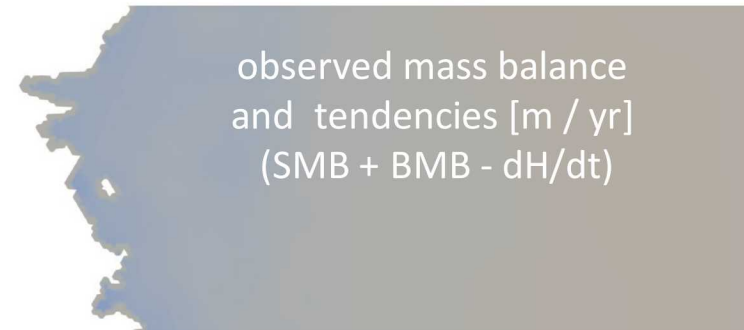 observed mass balance
and tendencies [m / yr]
(SMB + BMB - dH/dt)